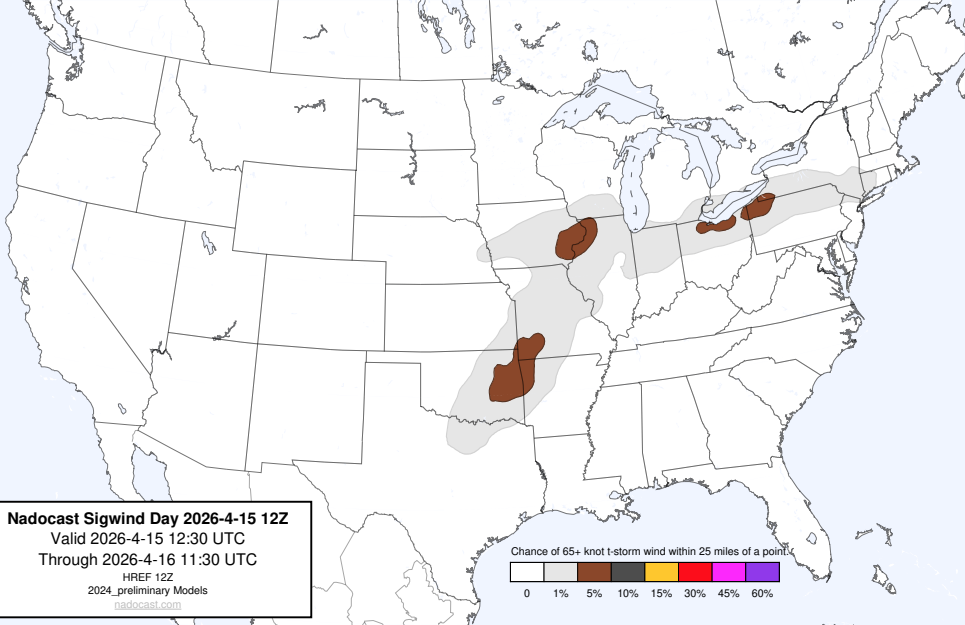 Nadocast Sigwind Day 2026-4-15 12Z
Valid 2026-4-15 12:30 UTC
Through 2026-4-16 11:30 UTC
HREF 12Z
2024_preliminary Models
nadocast.com
Chance of 65+ knot t-storm wind within 25 miles of a point.
0 1% 5% 10% 15% 30% 45% 60%